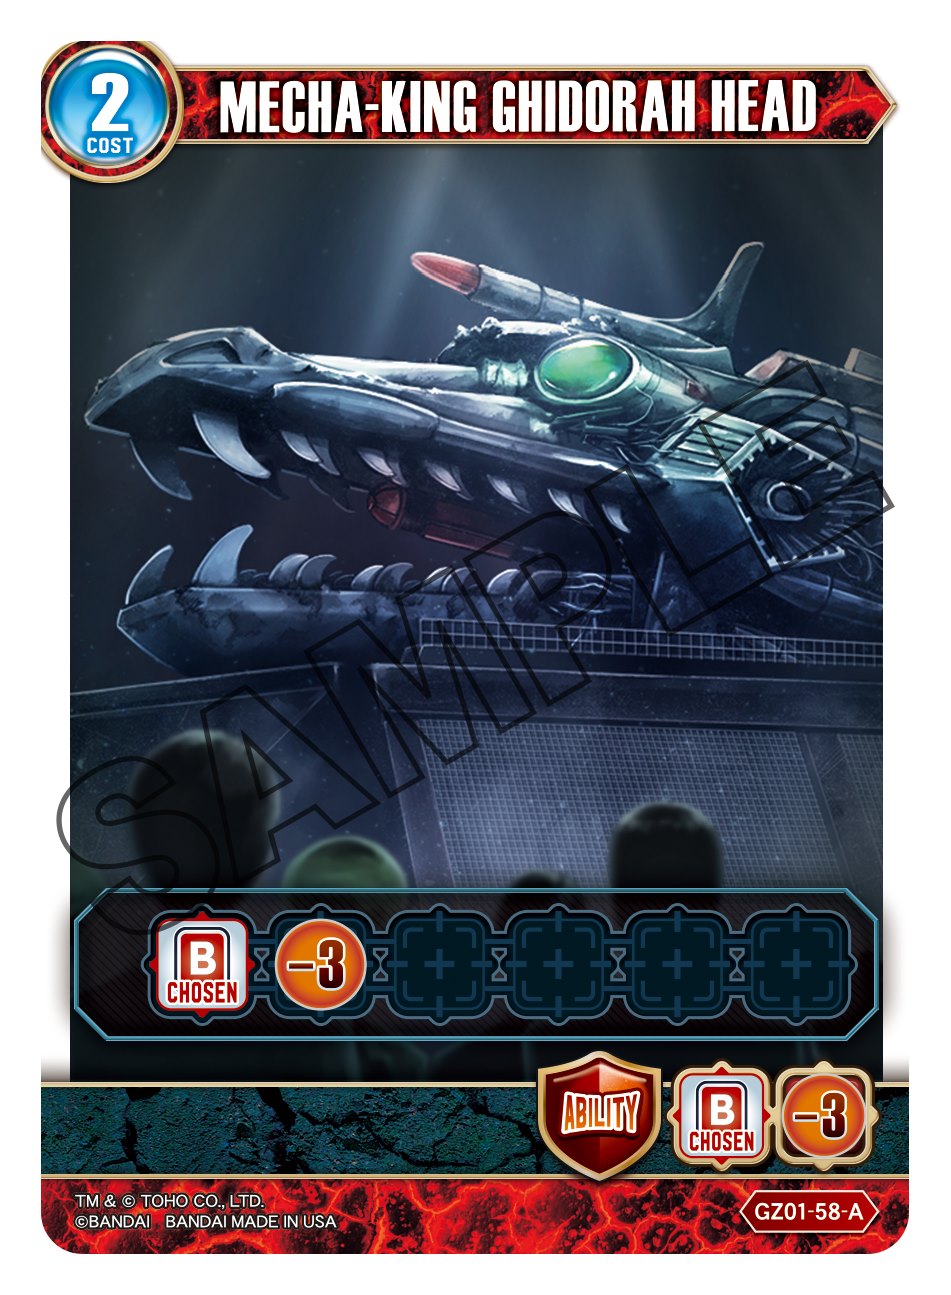 2
COST
MECHA-KING GHIDORAH HEAD
SAMPLE
B
CHOSEN
−3
ABILITY
B
CHOSEN
−3
TM & © TOHO CO., LTD.
©BANDAI BANDAI MADE IN USA
GZ01-58-A